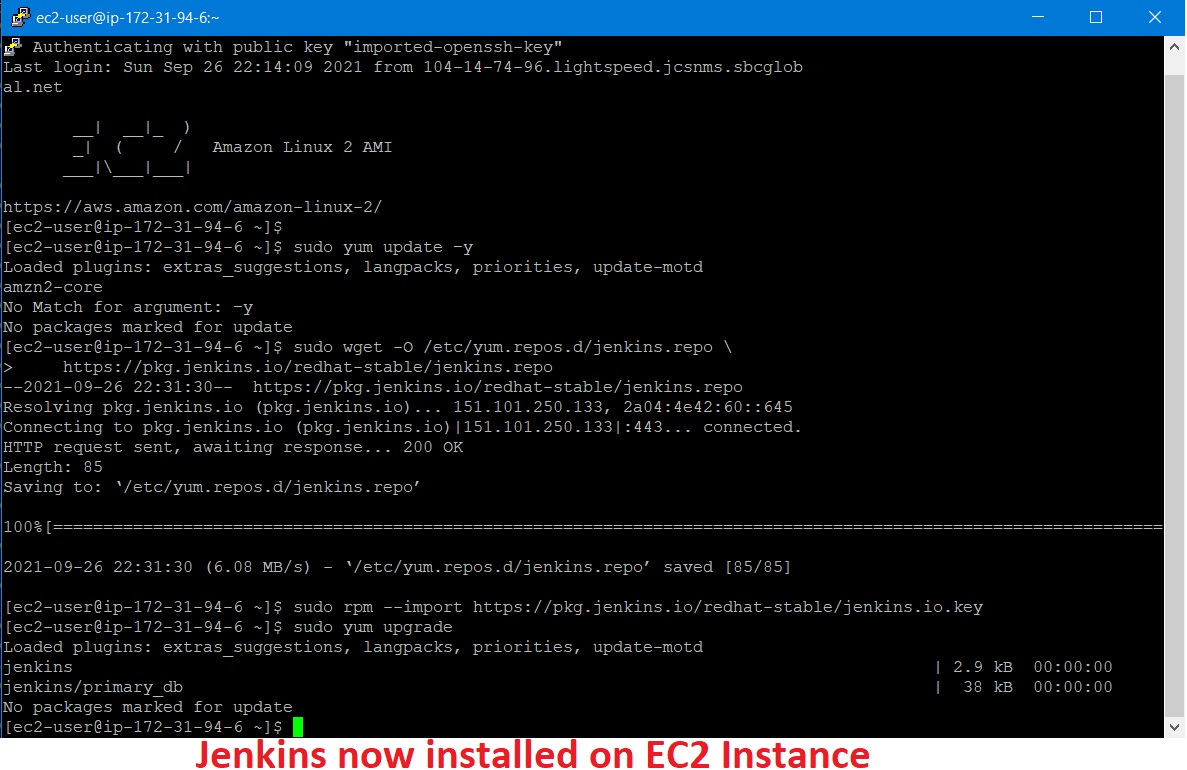 ec2-user@ip-172-31-94-6:~
Authenticating with public key "imported-openssh-key"
Last login: Sun Sep 26 22:14:09 2021 from 104-14-74-96.lightspeed.jcsnms.sbcglob
al.net
__|  __|_  )
_|  (     /   Amazon Linux 2 AMI
___|\___|___|
https://aws.amazon.com/amazon-linux-2/
[ec2-user@ip-172-31-94-6 ~]$
[ec2-user@ip-172-31-94-6 ~]$ sudo yum update –y
Loaded plugins: extras_suggestions, langpacks, priorities, update-motd
amzn2-core
No Match for argument: –y
No packages marked for update
[ec2-user@ip-172-31-94-6 ~]$ sudo wget -O /etc/yum.repos.d/jenkins.repo \
>     https://pkg.jenkins.io/redhat-stable/jenkins.repo
--2021-09-26 22:31:30--  https://pkg.jenkins.io/redhat-stable/jenkins.repo
Resolving pkg.jenkins.io (pkg.jenkins.io)... 151.101.250.133, 2a04:4e42:60::645
Connecting to pkg.jenkins.io (pkg.jenkins.io)|151.101.250.133|:443... connected.
HTTP request sent, awaiting response... 200 OK
Length: 85
Saving to: ‘/etc/yum.repos.d/jenkins.repo’
100%[===============================================================================================================
2021-09-26 22:31:30 (6.08 MB/s) - ‘/etc/yum.repos.d/jenkins.repo’ saved [85/85]
[ec2-user@ip-172-31-94-6 ~]$ sudo rpm --import https://pkg.jenkins.io/redhat-stable/jenkins.io.key
[ec2-user@ip-172-31-94-6 ~]$ sudo yum upgrade
Loaded plugins: extras_suggestions, langpacks, priorities, update-motd
jenkins | 2.9 kB  00:00:00
jenkins/primary_db |  38 kB  00:00:00
No packages marked for update
[ec2-user@ip-172-31-94-6 ~]$
Jenkins now installed on EC2 Instance